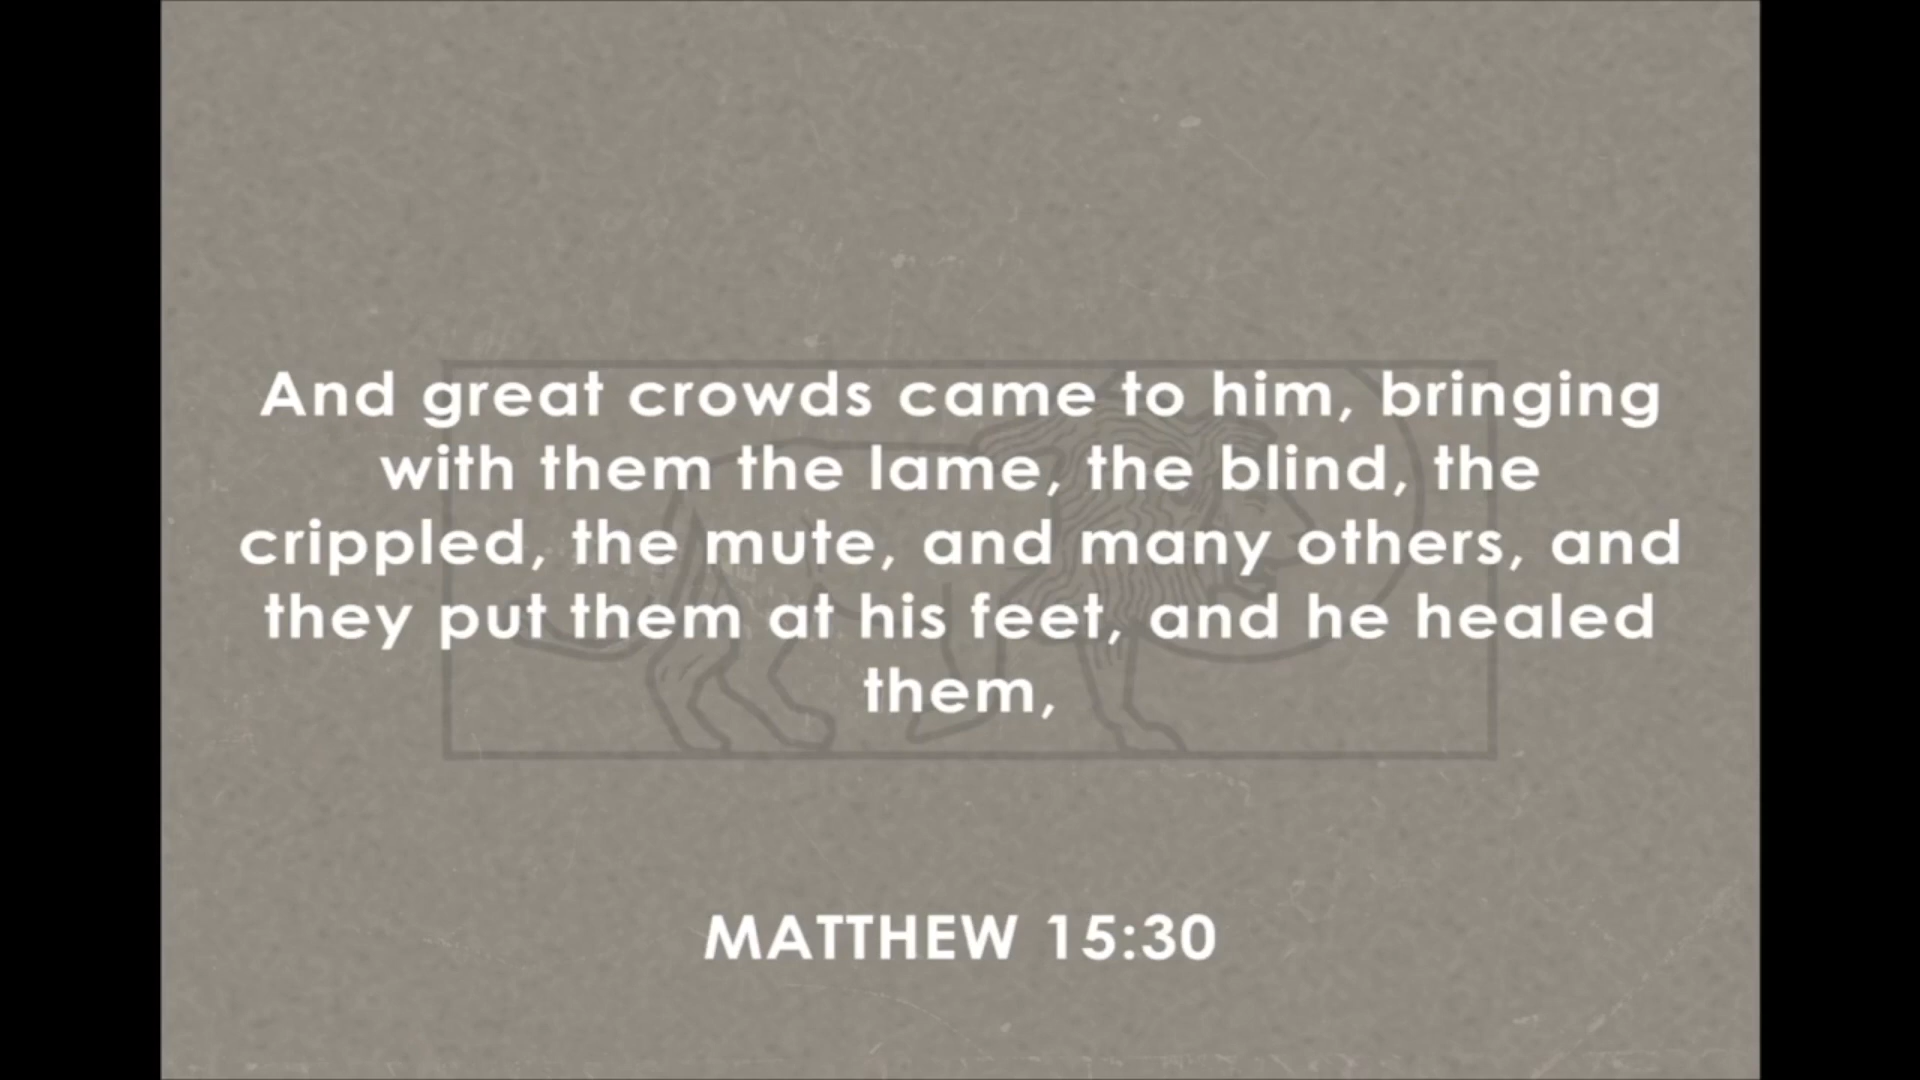 And great crowds came to him, bringing
with them the lame, the blind, the
crippled, the mute, and many others, and
they put them at his feet, and he healed
them,
MATTHEW 15:30